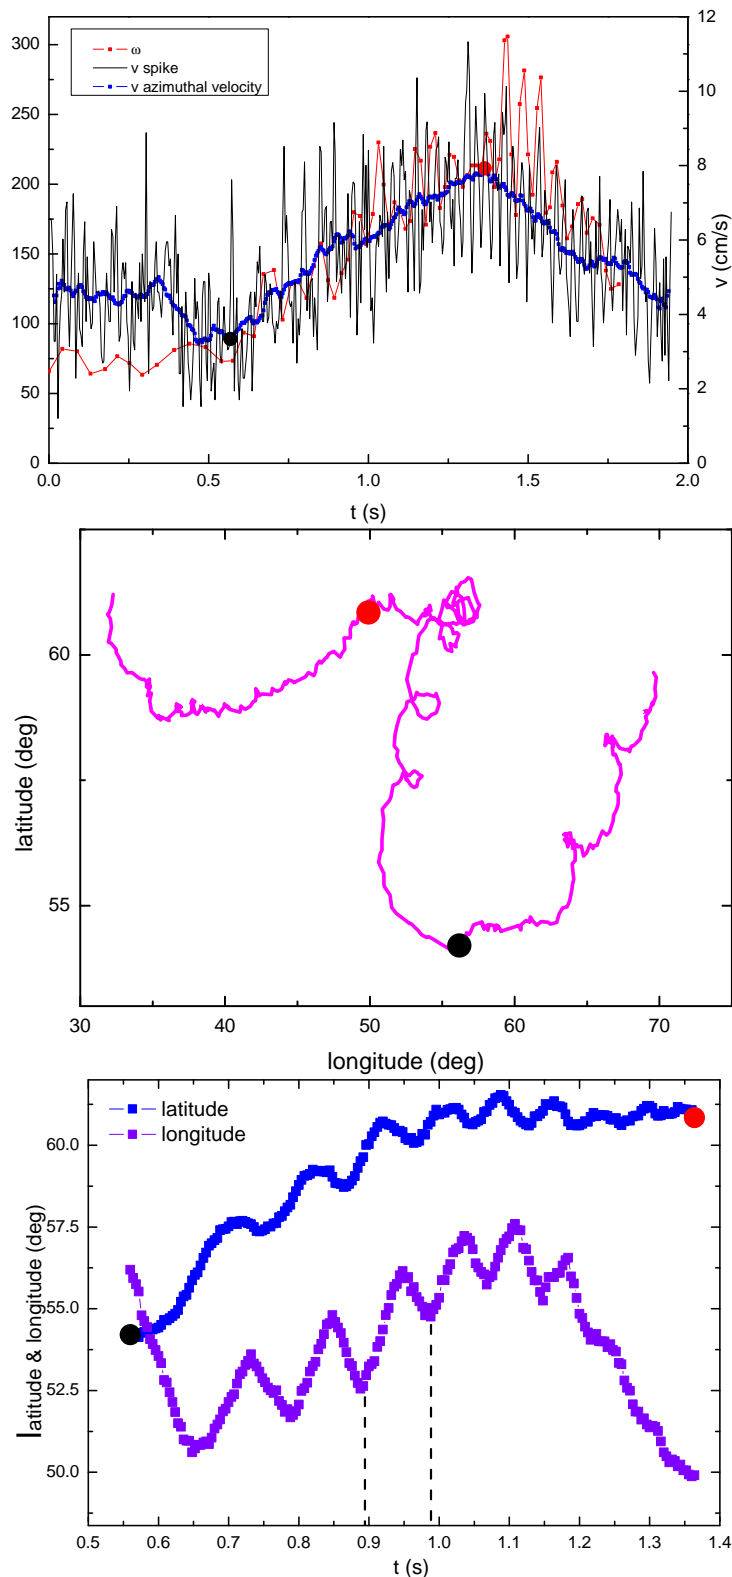 300
250
200
150
100
50
0
ω
v spike
v azimuthal velocity
12
10
8
6
4
2
0
v (cm/s)
0.0 0.5 1.0 1.5 2.0
t (s)
latitude (deg)
60
55
30 40 50 60 70
longitude (deg)
latitude
longitude
latitude & longitude (deg)
60.0
57.5
55.0
52.5
50.0
0.5 0.6 0.7 0.8 0.9 1.0 1.1 1.2 1.3 1.4
t (s)